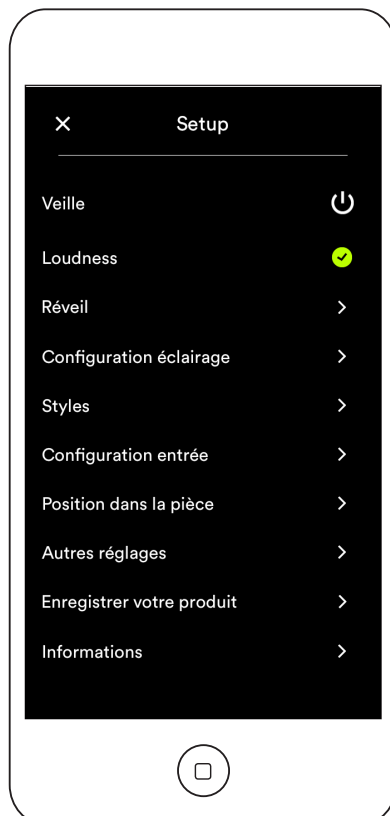 Setup
Veille
Loudness
Réveil
Configuration éclairage
Styles
Configuration entrée
Position dans la pièce
Autres réglages
Enregistrer votre produit
Informations